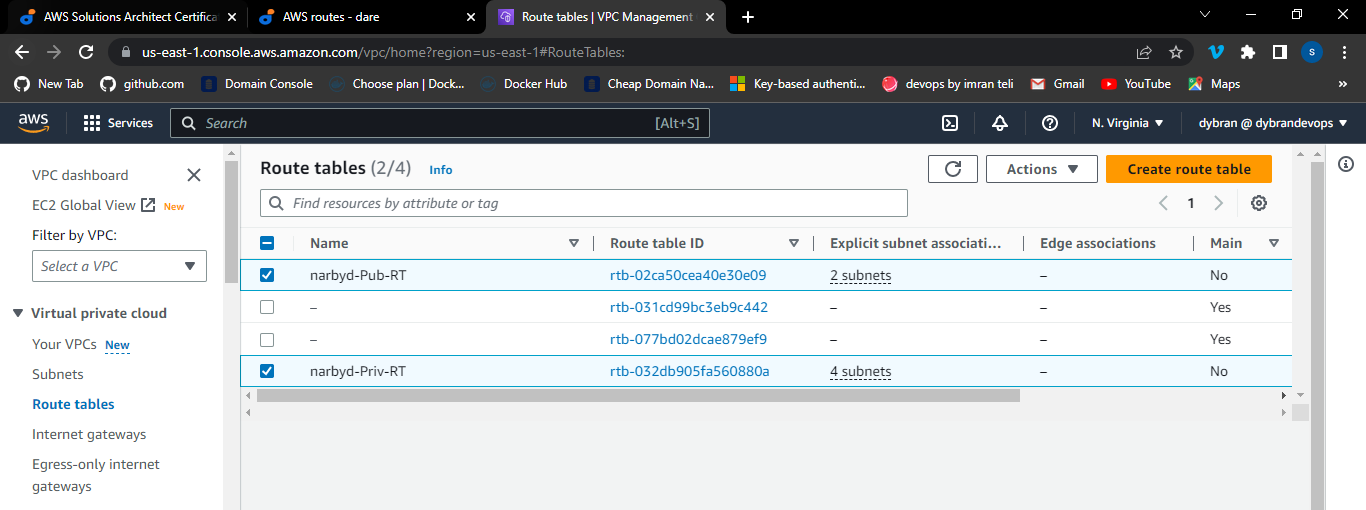 AWS Solutions Architect Certifica
AWS routes - dare
Route tables | VPC Management
us-east-1.console.aws.amazon.com/vpc/home?region=us-east-1#RouteTables:
S
New Tab github.com Domain Console Choose plan | Dock... Docker Hub Cheap Domain Na... Key-based authenti... devops by imran teli Gmail YouTube Maps »
aws Services Search [Alt+S] N. Virginia dybran @ dybrandevops
VPC dashboard
EC2 Global View New
Filter by VPC:
Select a VPC
Virtual private cloud
Your VPCs New
Subnets
Route tables
Internet gateways
Egress-only internet
gateways
Route tables (2/4) Info
Actions Create route table
Find resources by attribute or tag
1
Name Route table ID Explicit subnet associati... Edge associations Main
narbyd-Pub-RT rtb-02ca50cea40e30e09 2 subnets – No
– rtb-031cd99bc3eb9c442 – – Yes
– rtb-077bd02dcae879ef9 – – Yes
narbyd-Priv-RT rtb-032db905fa560880a 4 subnets – No